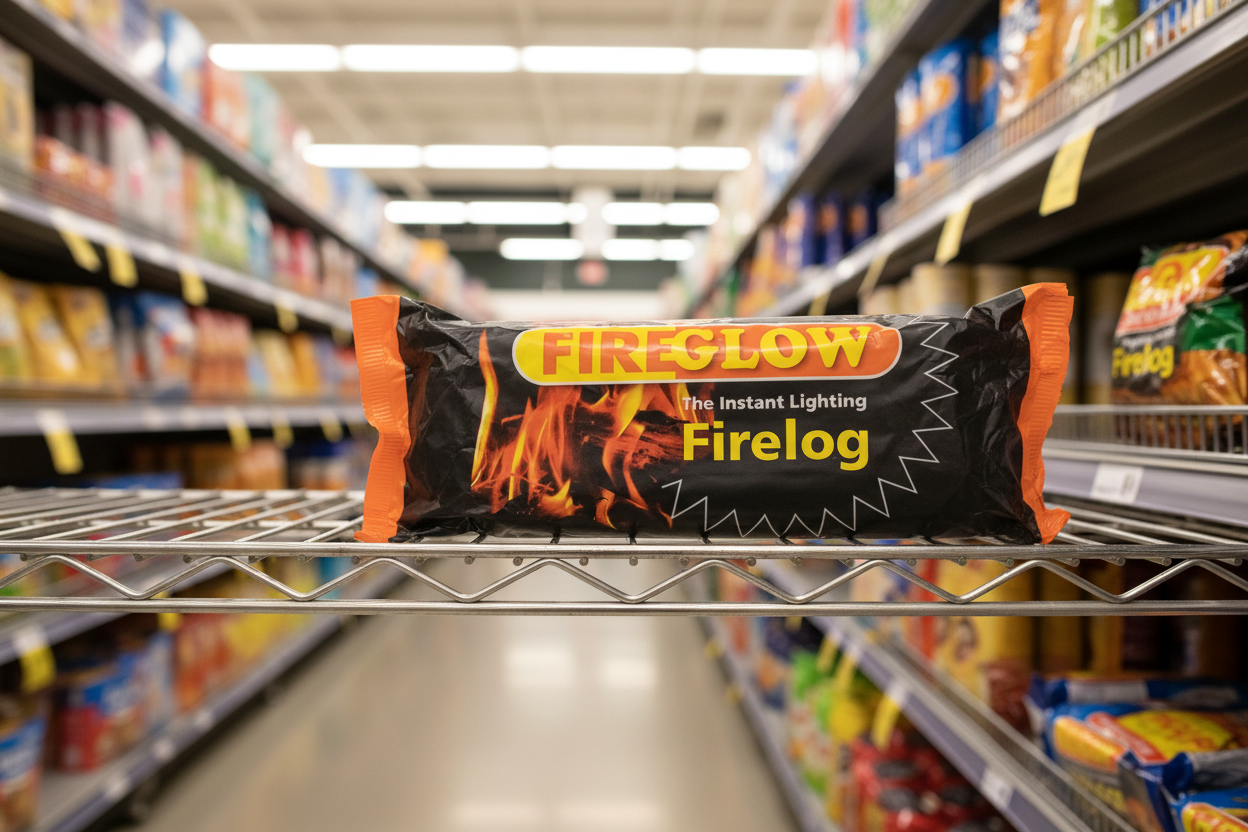 FIREGLOW
The Instant Lighting
Firelog
Firelog